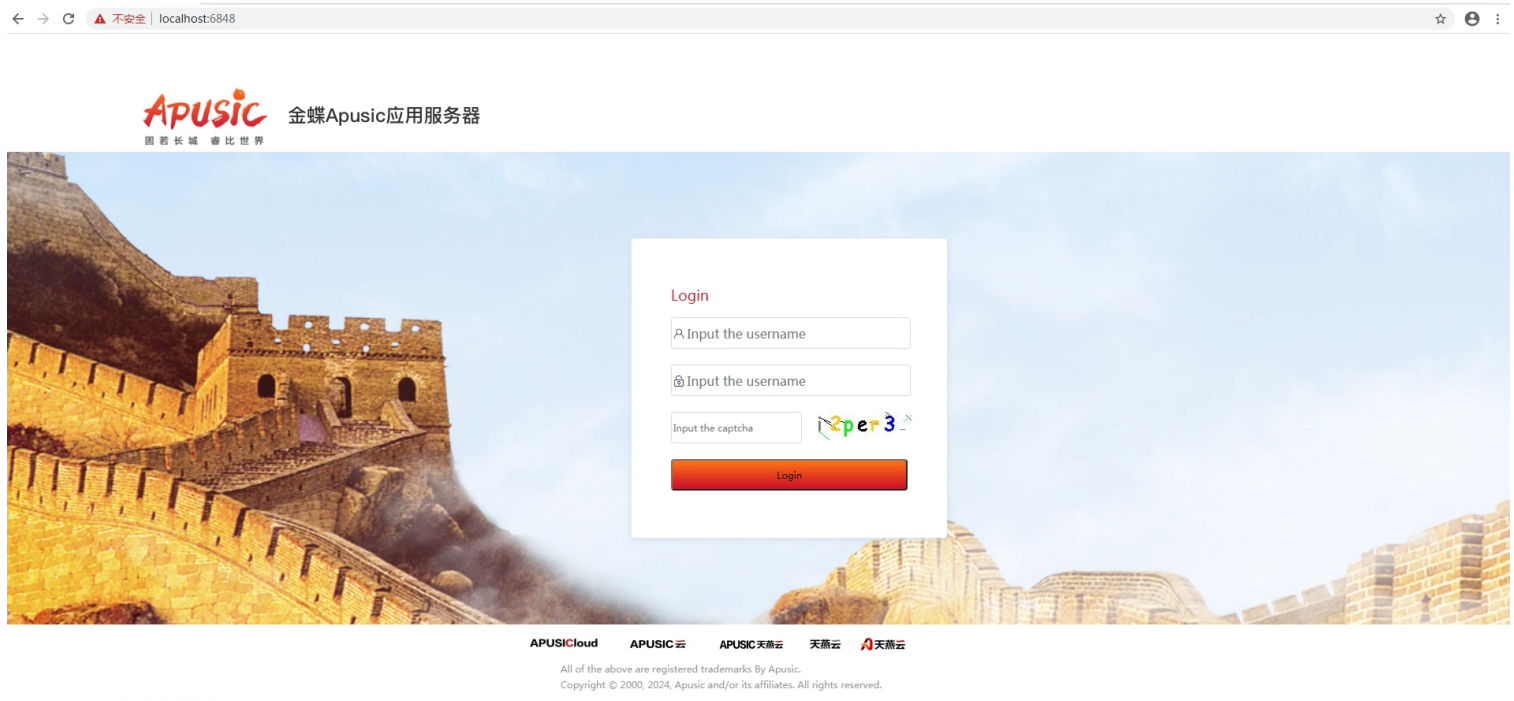 不安全 localhost:6848
APUSIC 金蝶Apusic应用服务器
固若长城 睿比世界
Login
Input the username
Input the username
Input the captcha i2per3
Login
APUSICloud APUSIC云 APUSIC天燕云 天燕云 天燕云
All of the above are registered trademarks By Apusic.
Copyright © 2000, 2024, Apusic and/or its affiliates. All rights reserved.